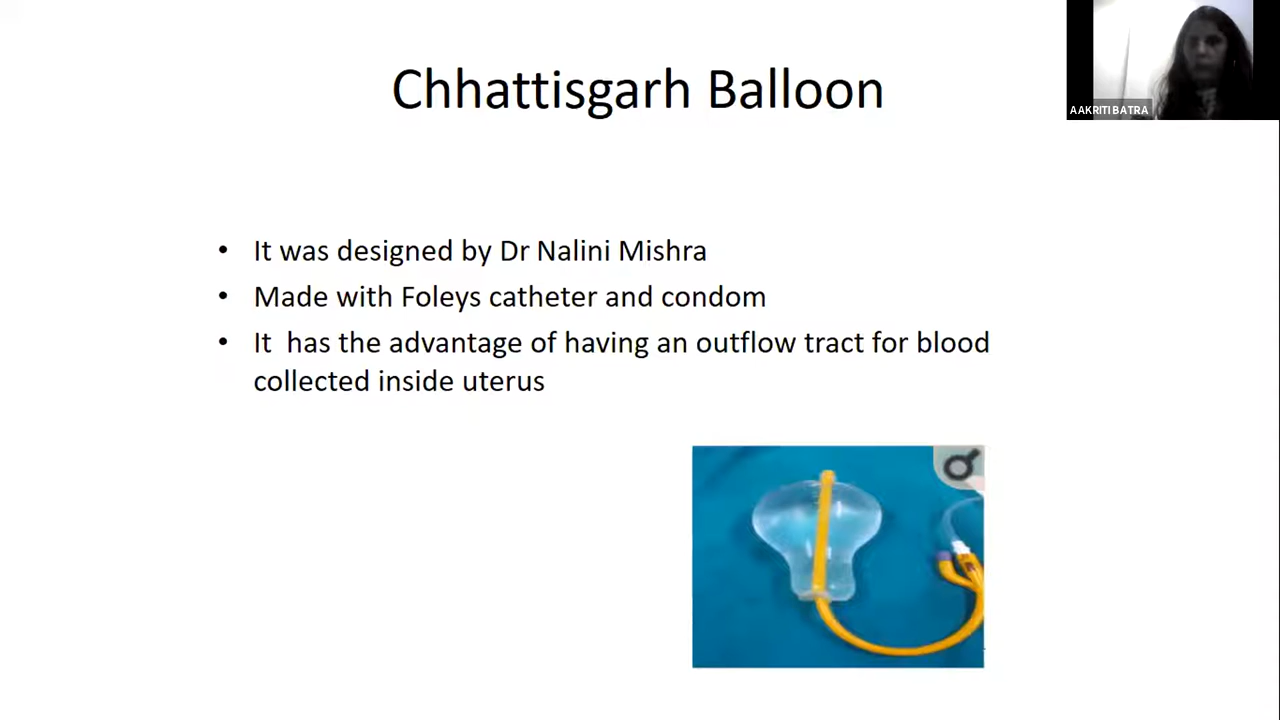 Chhattisgarh Balloon
AAKRITI BATRA
• It was designed by Dr Nalini Mishra
• Made with Foleys catheter and condom
• It  has the advantage of having an outflow tract for blood
collected inside uterus